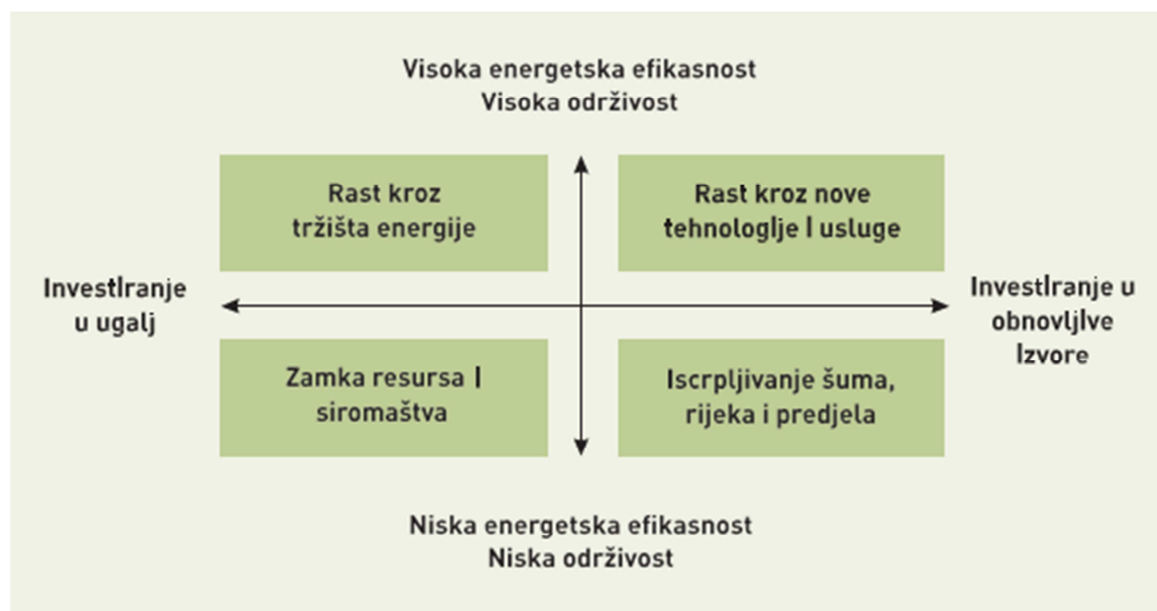 Visoka energetska efikasnost
Visoka održivost
Rast kroz
tržišta energije
Rast kroz nove
tehnologIje I usluge
InvestIranje
u ugalj
InvestIranje u
obnovljIve
Izvore
Zamka resursa I
siromaštva
Iscrpljivanje šuma,
rijeka i predjela
Niska energetska efikasnost
Niska održivost